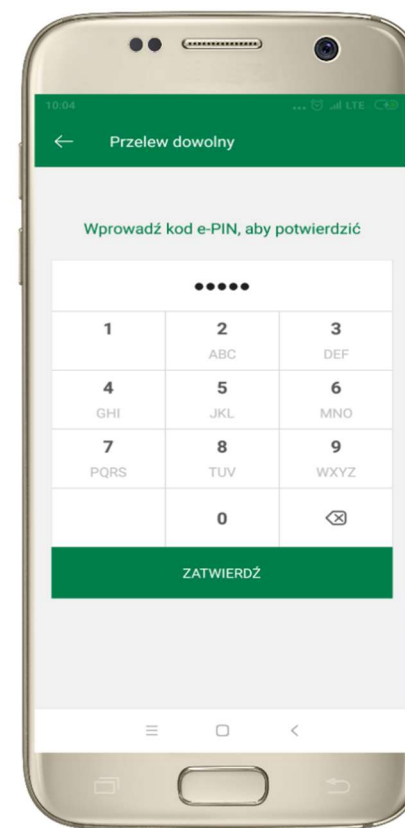 10:04
... LTE
Przelew dowolny
Wprowadź kod e-PIN, aby potwierdzić
•••••
1 2 3
ABC DEF
4 5 6
GHI JKL MNO
7 8 9
PQRS TUV WXYZ
0
ZATWIERDŹ